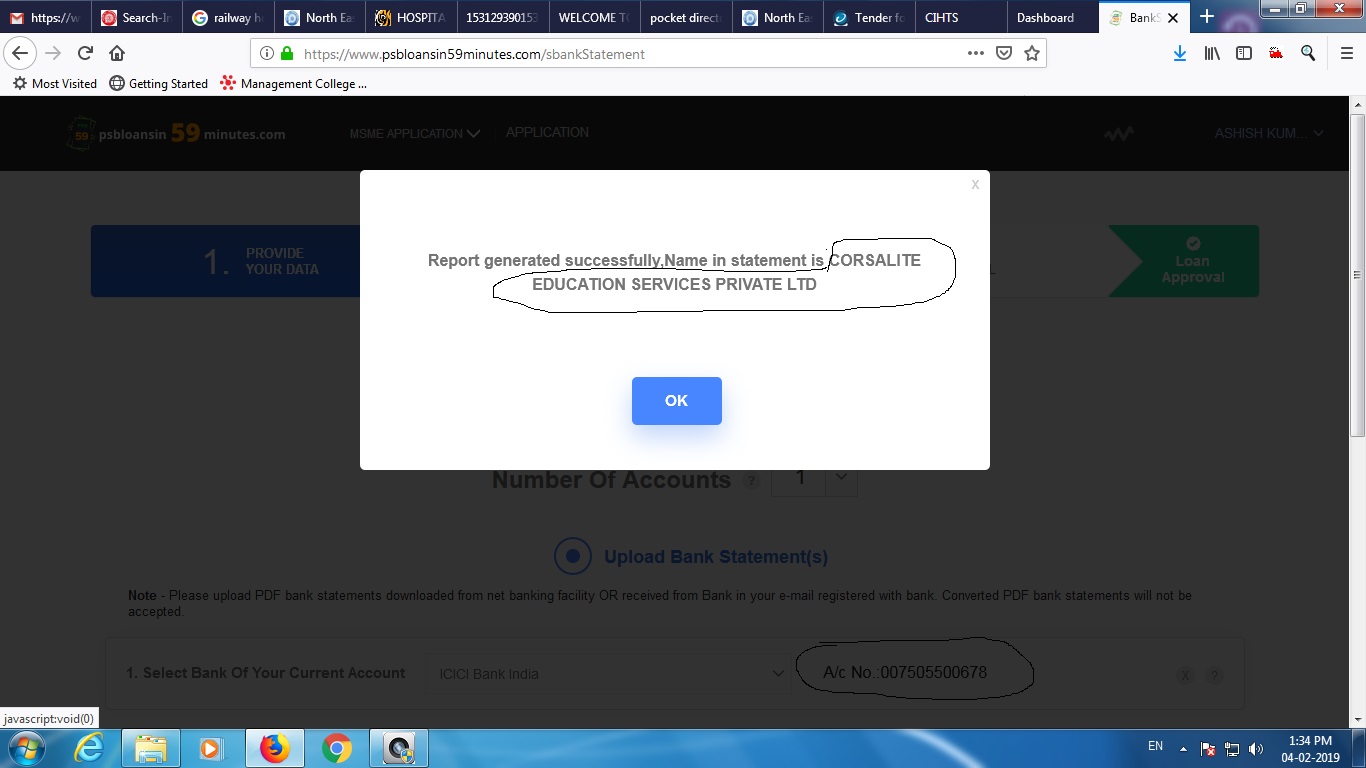 https://w
Search-In
railway h
North Eas
HOSPITA
153129390153
WELCOME TO
pocket direct
North Eas
Tender fo
CIHTS
Dashboard
BankS
https://www.psbloansin59minutes.com/sbankStatement
Most Visited
Getting Started
Management College ...
59
psbloansin 59 minutes.com
MSME APPLICATION
APPLICATION
ASHISH KUM...
X
1.
PROVIDE
YOUR DATA
Report generated successfully,Name in statement is CORSALITE
EDUCATION SERVICES PRIVATE LTD
Loan
Approval
OK
Number Of Accounts ? 1
Upload Bank Statement(s)
Note - Please upload PDF bank statements downloaded from net banking facility OR received from Bank in your e-mail registered with bank. Converted PDF bank statements will not be
accepted.
1. Select Bank Of Your Current Account
ICICI Bank India
A/c No.:007505500678
X ?
javascript:void(0)
EN
1:34 PM
04-02-2019